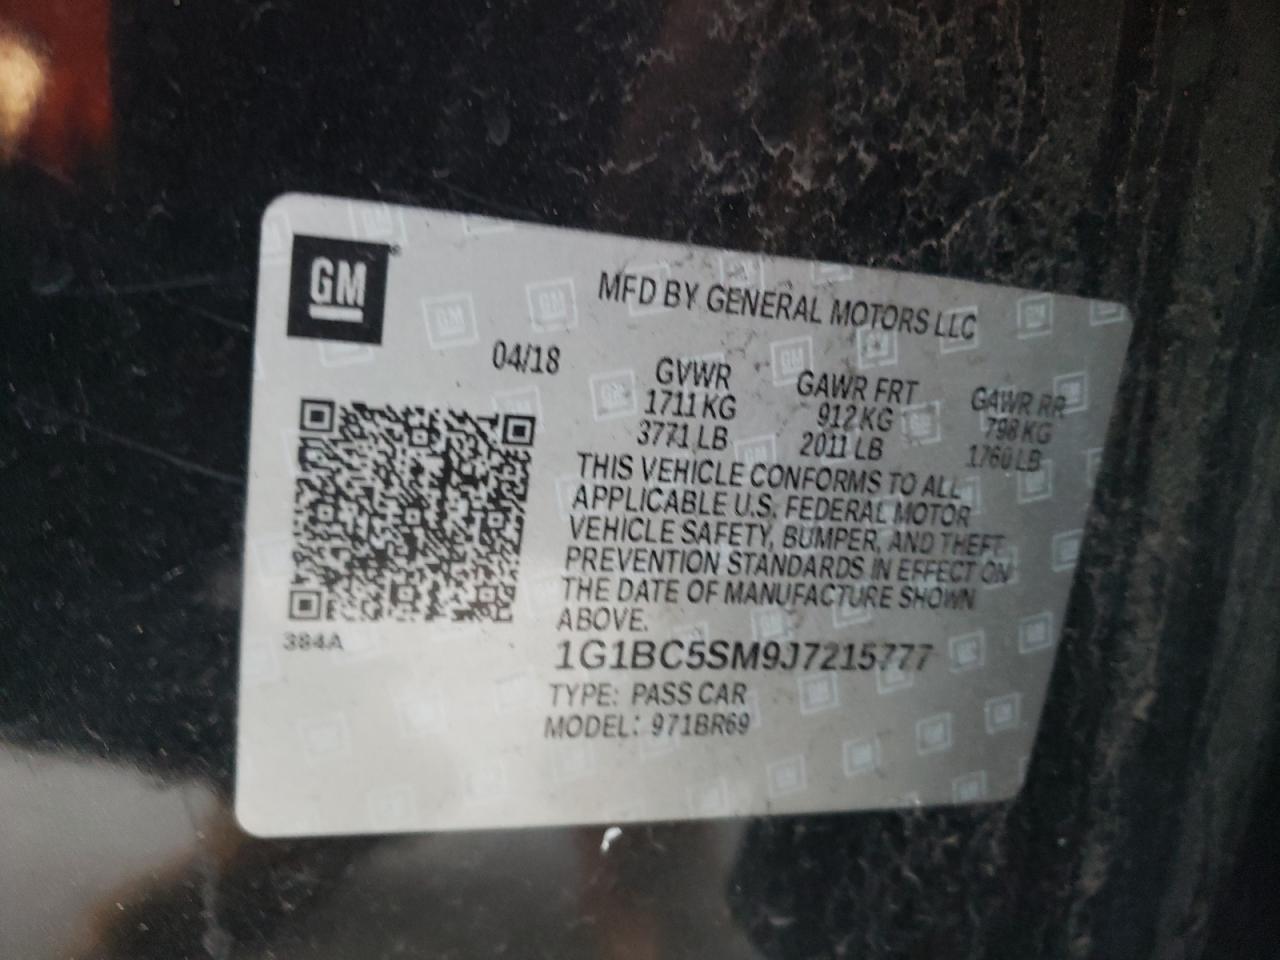 GM
MFD BY GENERAL MOTORS LLC
04/18
GVWR GAWR FRT GAWR RR
1711 KG 912 KG 798 KG
3771 LB 2011 LB 1760 LB
THIS VEHICLE CONFORMS TO ALL
APPLICABLE U.S. FEDERAL MOTOR
VEHICLE SAFETY, BUMPER, AND THEFT
PREVENTION STANDARDS IN EFFECT ON
THE DATE OF MANUFACTURE SHOWN
ABOVE.
384A
1G1BC5SM9J7215777
TYPE: PASS CAR
MODEL: 971BR69